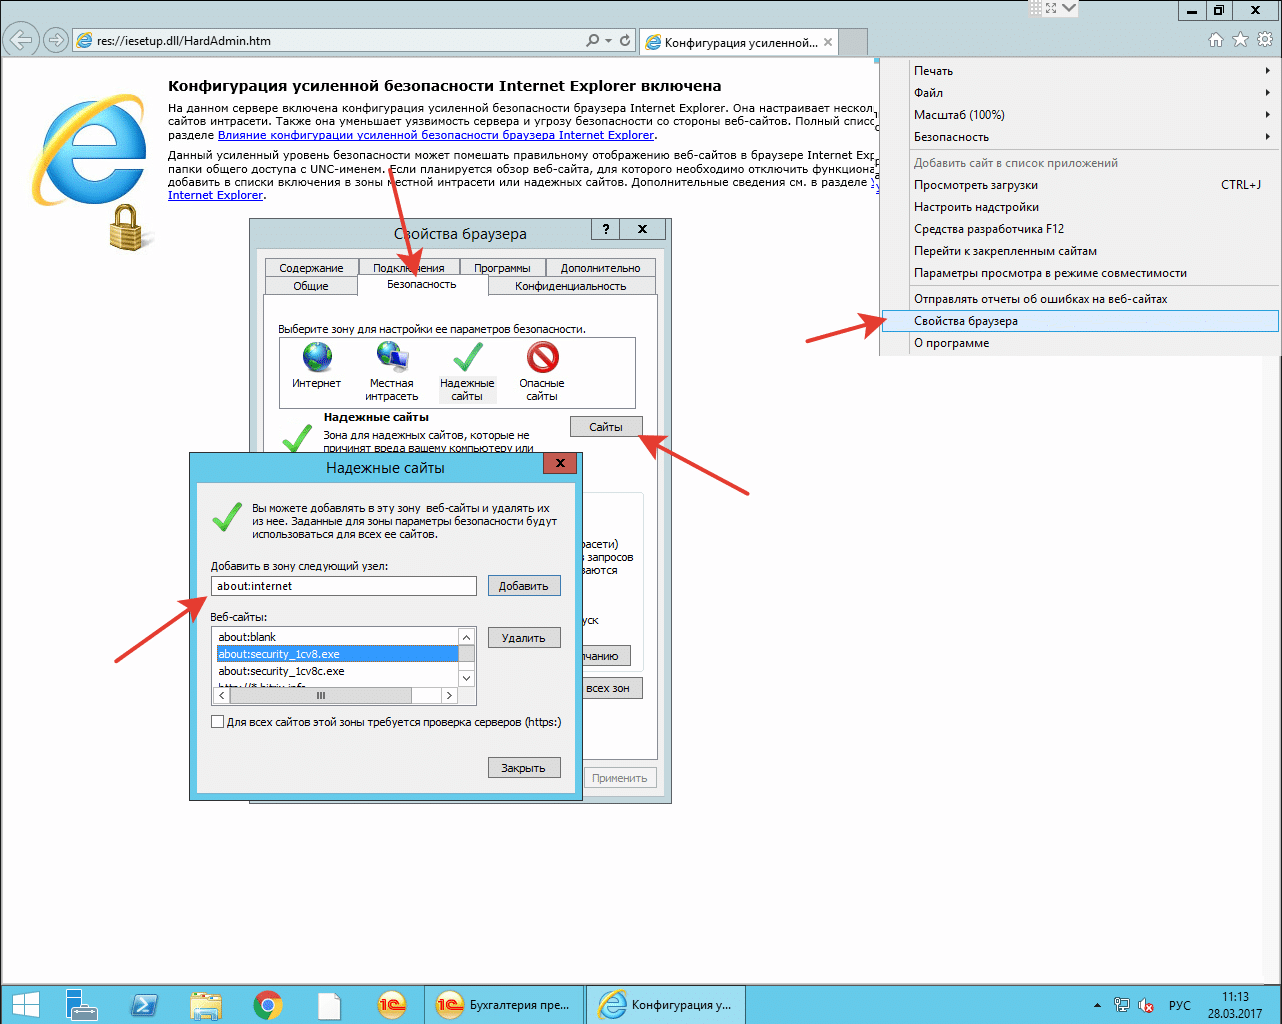 res://iesetup.dll/HardAdmin.htm
Конфигурация усиленной...
Конфигурация усиленной безопасности Internet Explorer включена
На данном сервере включена конфигурация усиленной безопасности браузера Internet Explorer. Она настраивает нескол
сайтов интрасети. Также она уменьшает уязвимость сервера и угрозу безопасности со стороны веб-сайтов. Полный списс
разделе Влияние конфигурации усиленной безопасности браузера Internet Explorer.
Данный усиленный уровень безопасности может помешать правильному отображению веб-сайтов в браузере Internet Exp
папки общего доступа с UNC-именем. Если планируется обзор веб-сайта, для которого необходимо отключить функциона
добавить в списки включения в зоны местной интрасети или надежных сайтов. Дополнительные сведения см. в разделе
Internet Explorer.
Печать
Файл
Масштаб (100%)
Безопасность
Добавить сайт в список приложений
Просмотреть загрузки CTRL+J
Настроить надстройки
Средства разработчика F12
Перейти к закрепленным сайтам
Параметры просмотра в режиме совместимости
Отправлять отчеты об ошибках на веб-сайтах
Свойства браузера
О программе
Свойства браузера
? X
Содержание Подключения Программы Дополнительно
Общие Безопасность Конфиденциальность
Выберите зону для настройки ее параметров безопасности.
Интернет Местная интрасеть Надежные сайты Опасные сайты
Надежные сайты
Сайты
Зона для надежных сайтов, которые не
причинят вреда вашему компьютеру или
расети)
запросов
ваются
ск
лчанию
всех зон
Применить
Надежные сайты
X
Вы можете добавлять в эту зону веб-сайты и удалять их
из нее. Заданные для зоны параметры безопасности будут
использоваться для всех ее сайтов.
Добавить в зону следующий узел:
about:internet
Добавить
Веб-сайты:
about:blank
about:security_1cv8.exe
about:security_1cv8c.exe
Удалить
Для всех сайтов этой зоны требуется проверка серверов (https:)
Закрыть
1С
1С
Бухгалтерия пре...
Конфигурация у...
РУС
11:13
28.03.2017